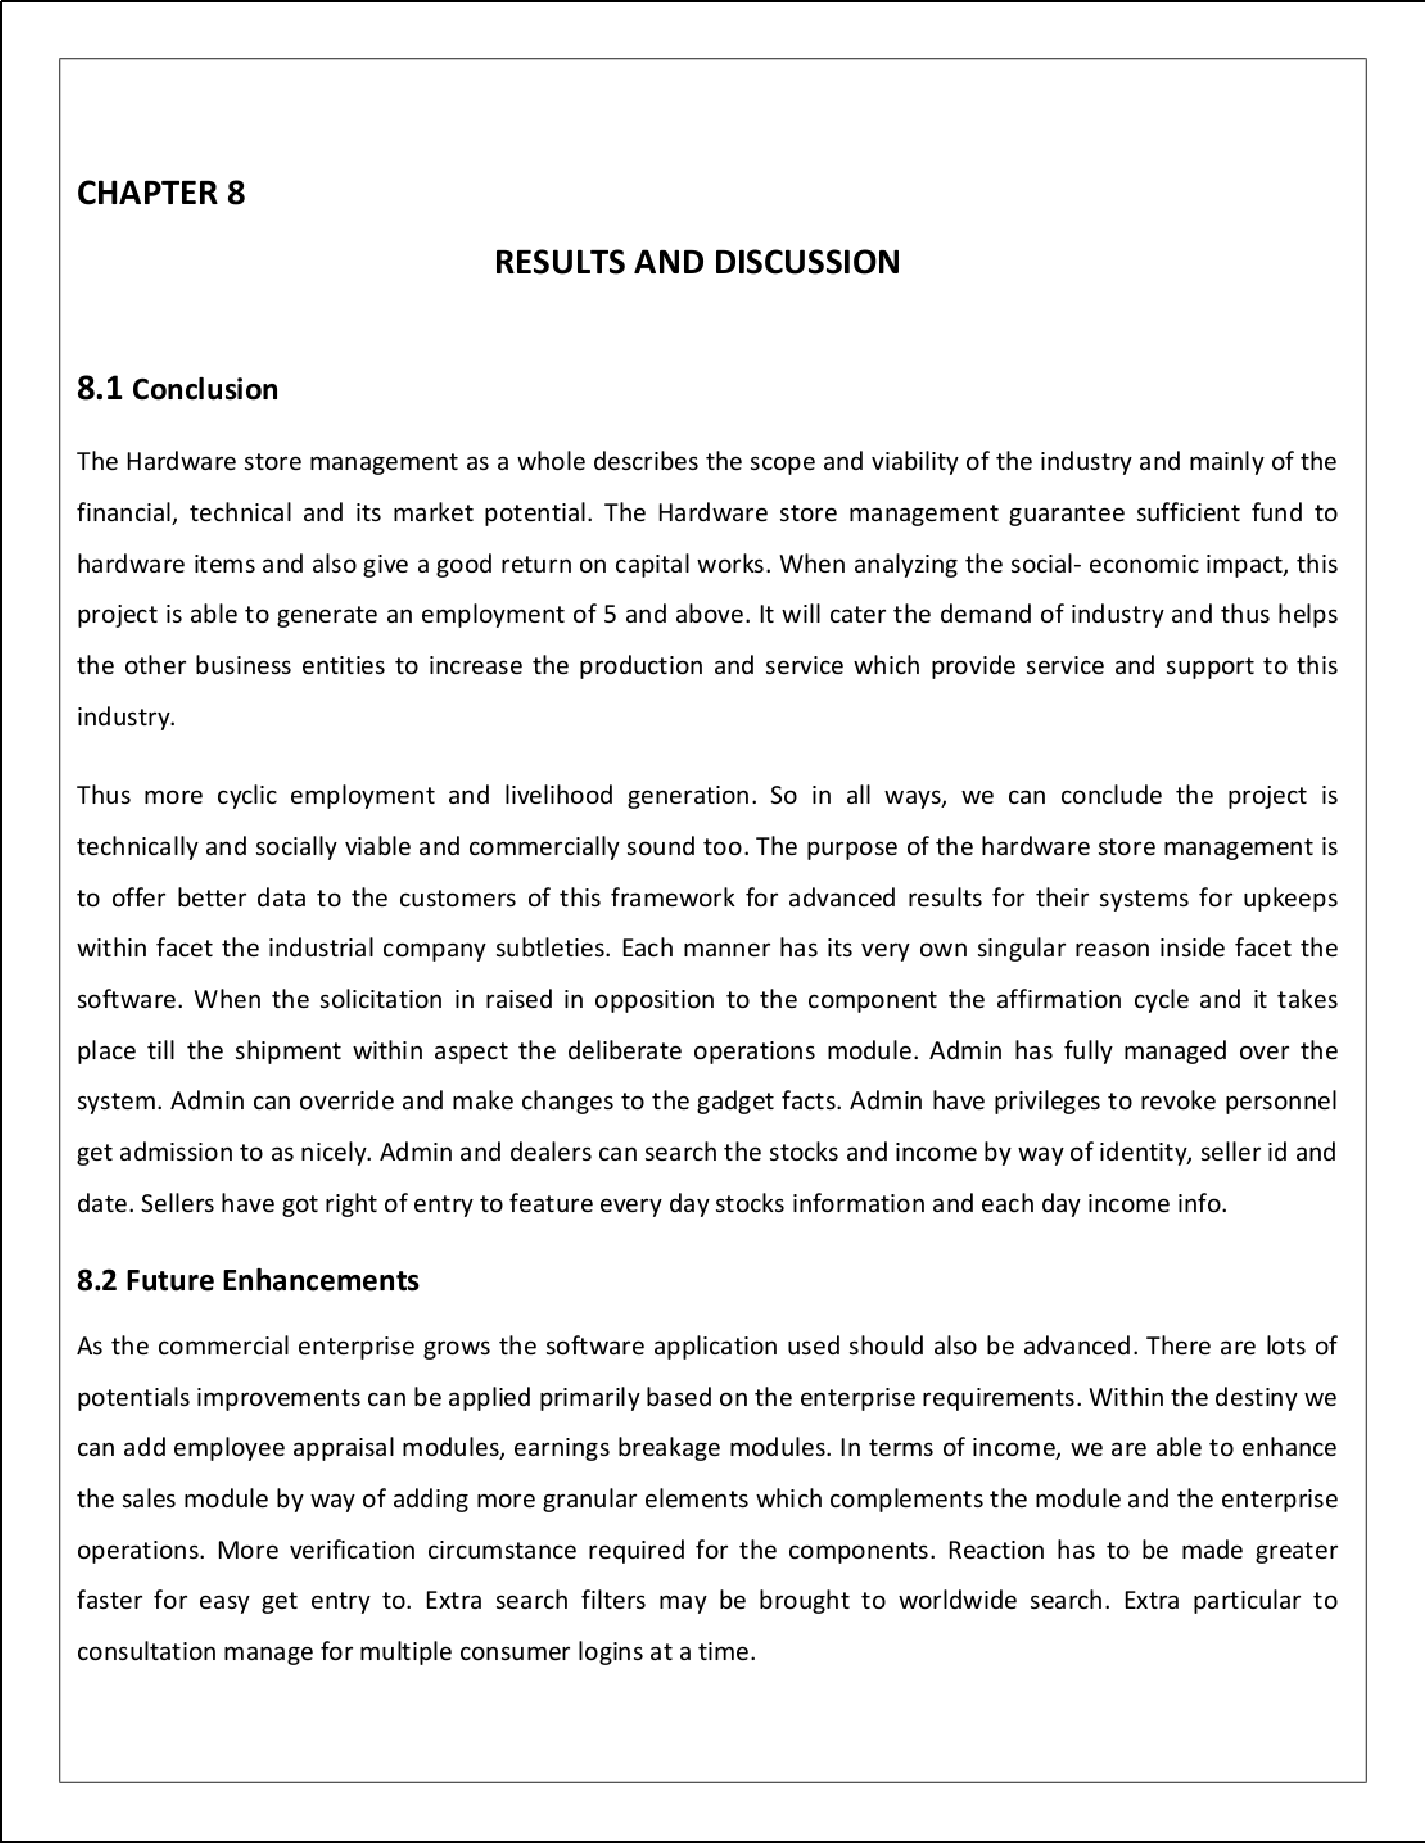 CHAPTER 8
RESULTS AND DISCUSSION
8.1 Conclusion
The Hardware store management as a whole describes the scope and viability of the industry and mainly of the
financial, technical and its market potential. The Hardware store management guarantee sufficient fund to
hardware items and also give a good return on capital works. When analyzing the social- economic impact, this
project is able to generate an employment of 5 and above. It will cater the demand of industry and thus helps
the other business entities to increase the production and service which provide service and support to this
industry.
Thus more cyclic employment and livelihood generation. So in all ways, we can conclude the project is
technically and socially viable and commercially sound too. The purpose of the hardware store management is
to offer better data to the customers of this framework for advanced results for their systems for upkeeps
within facet the industrial company subtleties. Each manner has its very own singular reason inside facet the
software. When the solicitation in raised in opposition to the component the affirmation cycle and it takes
place till the shipment within aspect the deliberate operations module. Admin has fully managed over the
system. Admin can override and make changes to the gadget facts. Admin have privileges to revoke personnel
get admission to as nicely. Admin and dealers can search the stocks and income by way of identity, seller id and
date. Sellers have got right of entry to feature every day stocks information and each day income info.
8.2 Future Enhancements
As the commercial enterprise grows the software application used should also be advanced. There are lots of
potentials improvements can be applied primarily based on the enterprise requirements. Within the destiny we
can add employee appraisal modules, earnings breakage modules. In terms of income, we are able to enhance
the sales module by way of adding more granular elements which complements the module and the enterprise
operations. More verification circumstance required for the components. Reaction has to be made greater
faster for easy get entry to. Extra search filters may be brought to worldwide search. Extra particular to
consultation manage for multiple consumer logins at a time.